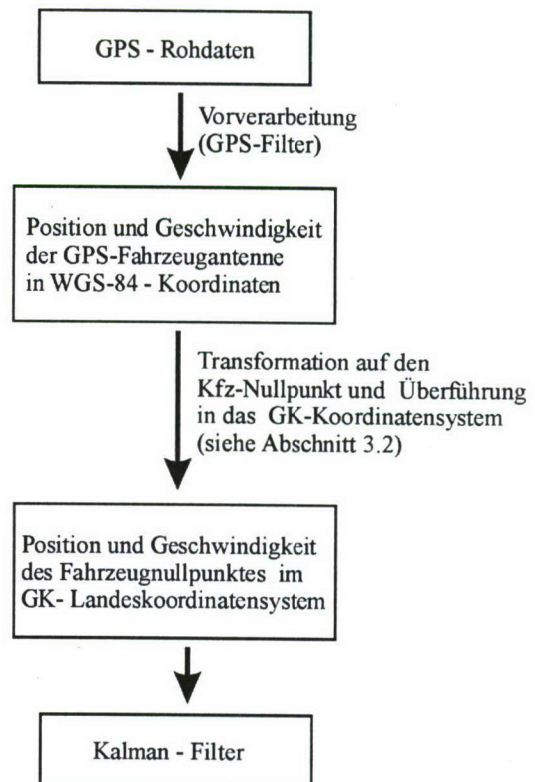 GPS - Rohdaten
Vorverarbeitung
(GPS-Filter)
Position und Geschwindigkeit
der GPS-Fahrzeugantenne
in WGS-84 - Koordinaten
Transformation auf den
Kfz-Nullpunkt und Überführung
in das GK-Koordinatensystem
(siehe Abschnitt 3.2)
Position und Geschwindigkeit
des Fahrzeugnullpunktes im
GK- Landeskoordinatensystem
Kalman - Filter